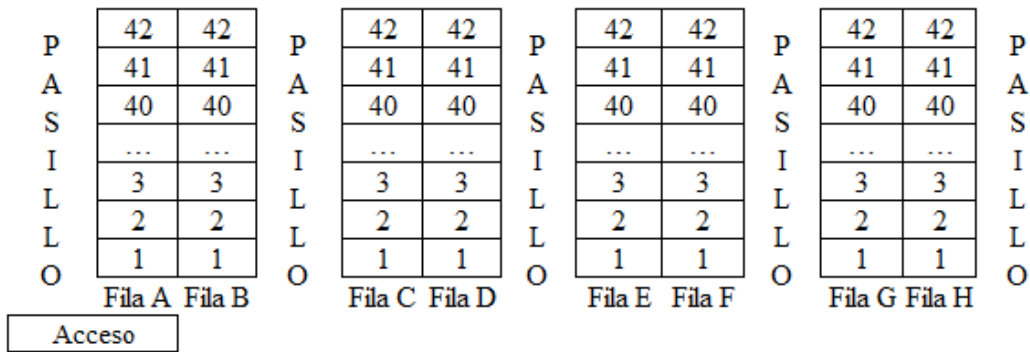 42 42 42 42 42 42 42 42
41 41 41 41 41 41 41 41
40 40 40 40 40 40 40 40
... ... ... ... ... ... ... ...
3 3 3 3 3 3 3 3
2 2 2 2 2 2 2 2
1 1 1 1 1 1 1 1
PASILLO PASILLO PASILLO PASILLO PASILLO
Fila A Fila B Fila C Fila D Fila E Fila F Fila G Fila H
Acceso